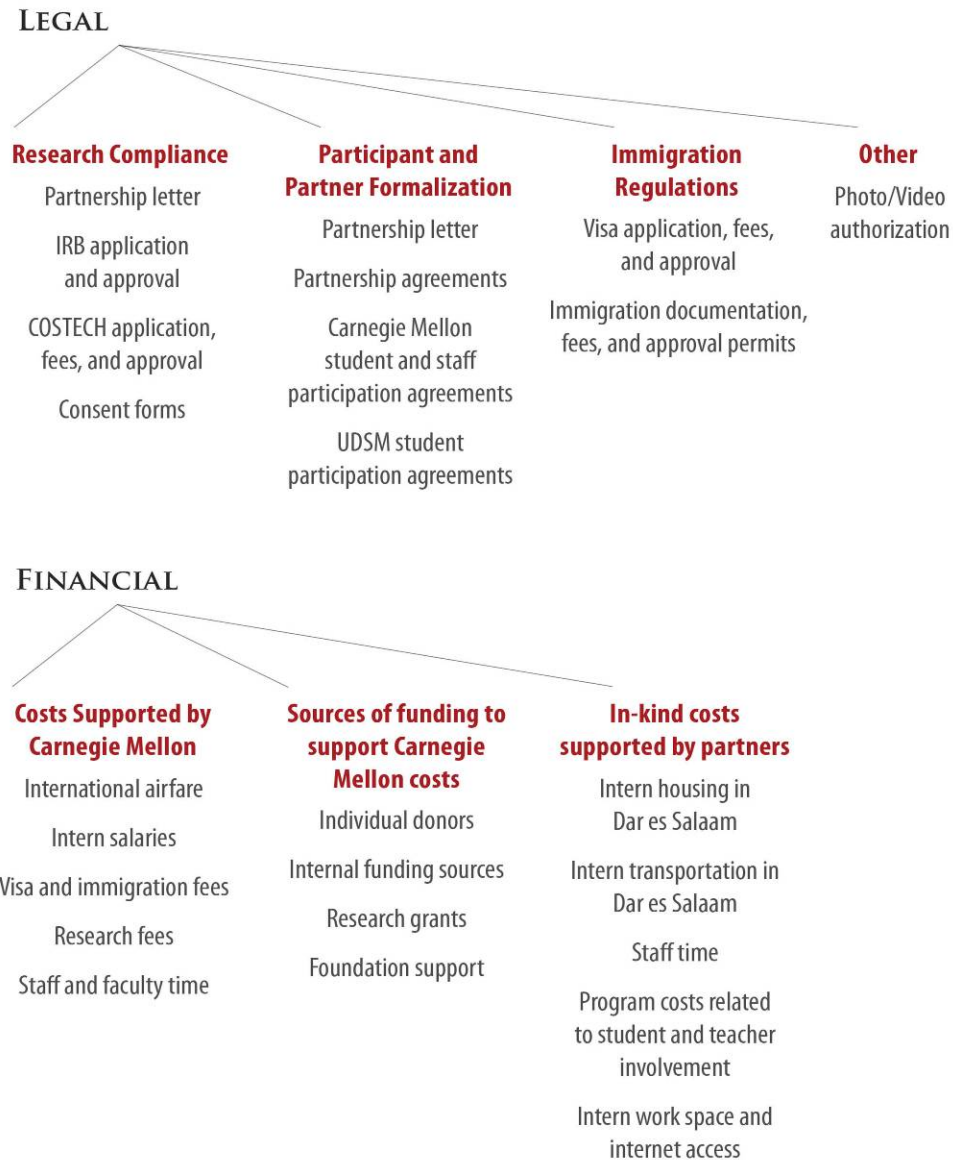 LEGAL
Research Compliance
Partnership letter
IRB application
and approval
COSTECH application,
fees, and approval
Consent forms
Participant and
Partner Formalization
Partnership letter
Partnership agreements
Carnegie Mellon
student and staff
participation agreements
UDSM student
participation agreements
Immigration
Regulations
Visa application, fees,
and approval
Immigration documentation,
fees, and approval permits
Other
Photo/Video
authorization
FINANCIAL
Costs Supported by
Carnegie Mellon
International airfare
Intern salaries
Visa and immigration fees
Research fees
Staff and faculty time
Sources of funding to
support Carnegie
Mellon costs
Individual donors
Internal funding sources
Research grants
Foundation support
In-kind costs
supported by partners
Intern housing in
Dar es Salaam
Intern transportation in
Dar es Salaam
Staff time
Program costs related
to student and teacher
involvement
Intern work space and
internet access